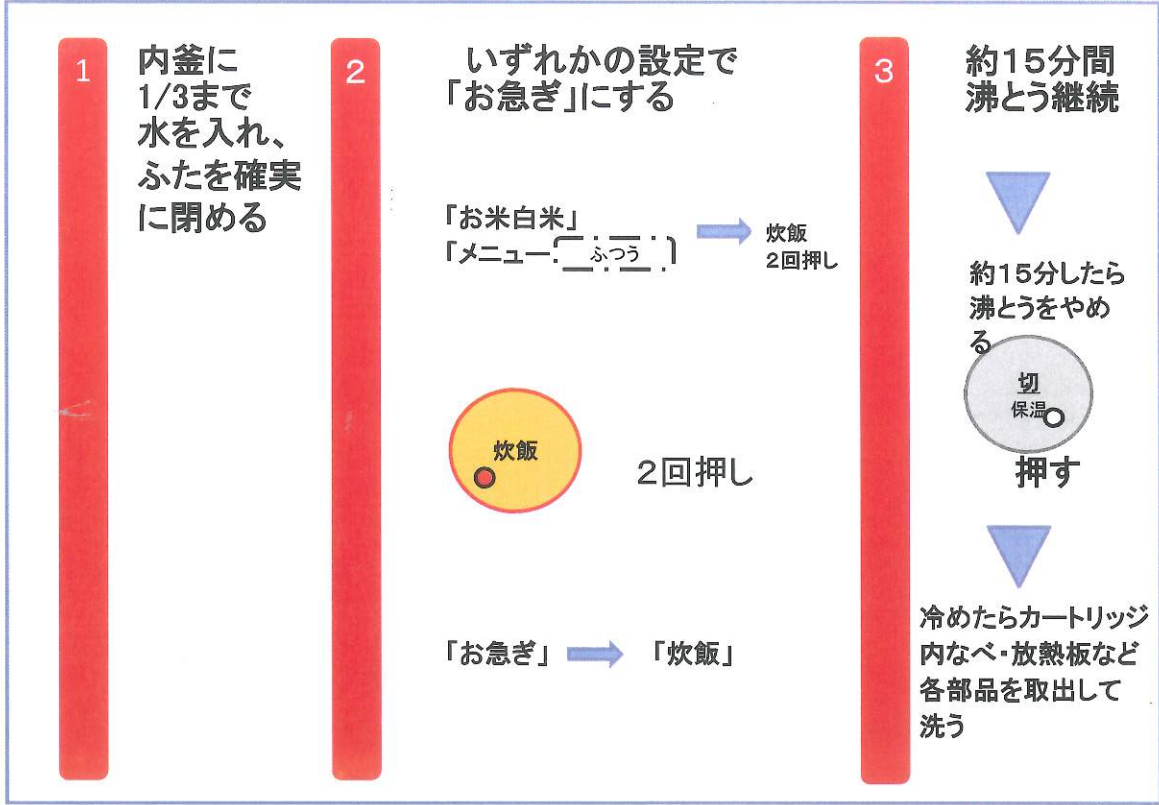 1
内釜に
1/3まで
水を入れ、
ふたを確実
に閉める
2
いずれかの設定で
「お急ぎ」にする
「お米白米」
「メニュー: ふつう 」
炊飯
2回押し
炊飯
2回押し
「お急ぎ」 「炊飯」
3
約15分間
沸とう継続
約15分したら
沸とうをやめ
る
切
保温
押す
冷めたらカートリッジ
内なべ・放熱板など
各部品を取出して
洗う